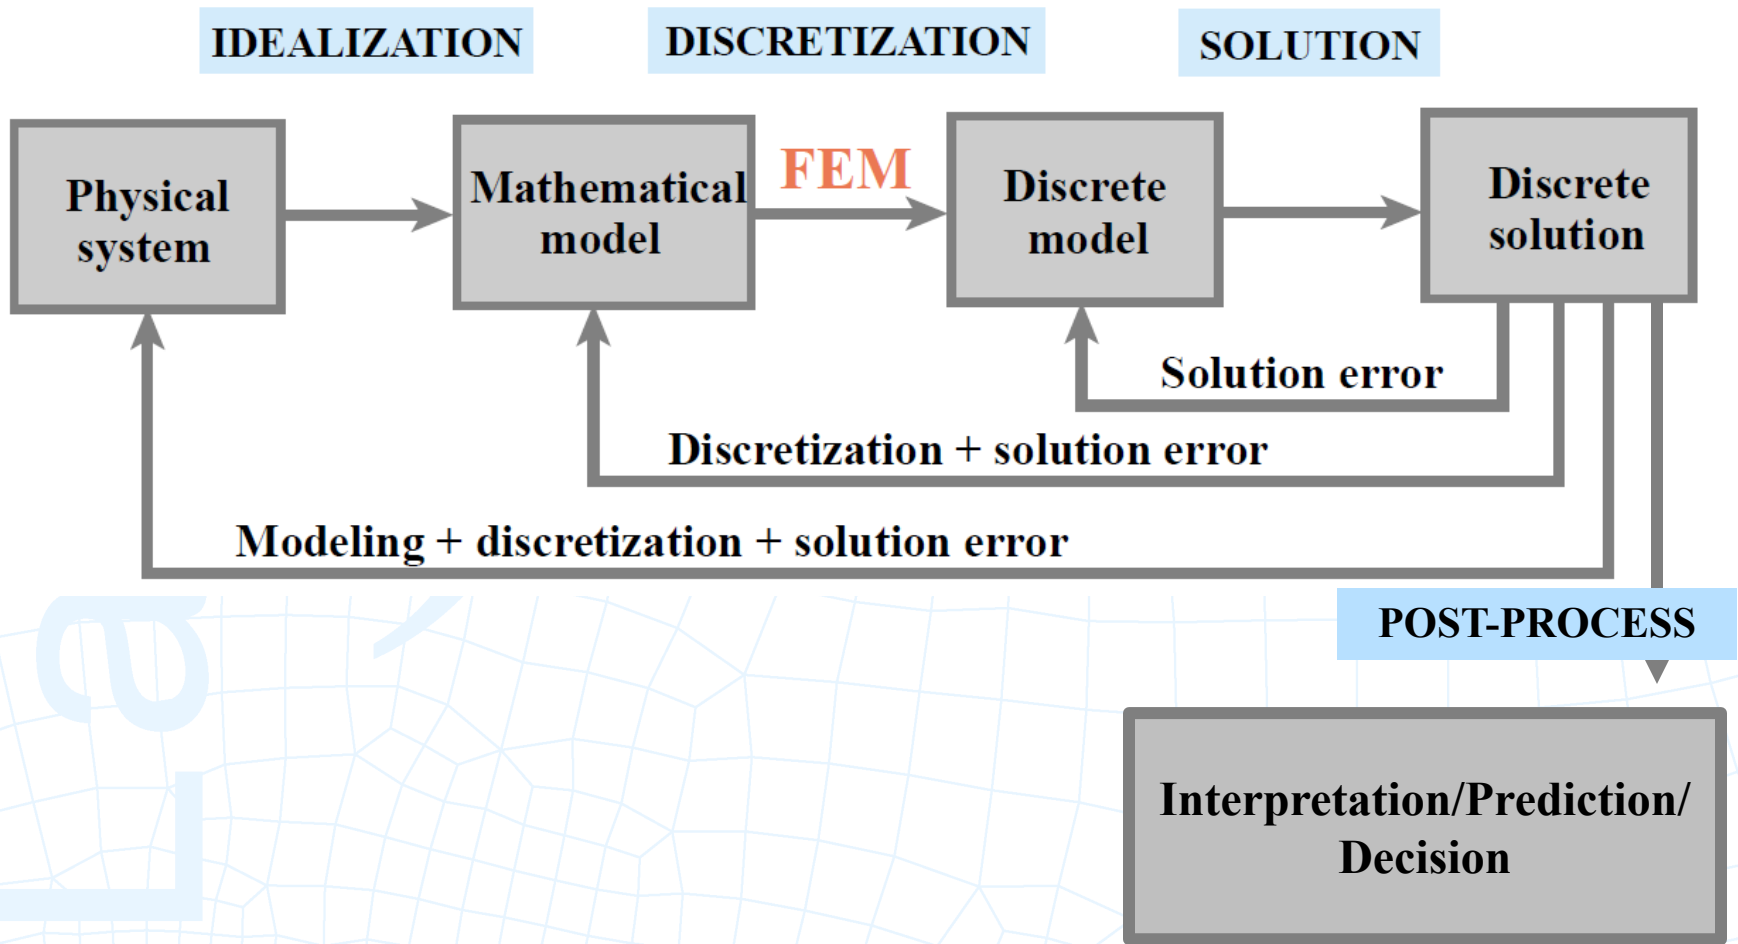 IDEALIZATION
DISCRETIZATION
SOLUTION
Physical
system
Mathematical
model
FEM
Discrete
model
Discrete
solution
Solution error
Discretization + solution error
Modeling + discretization + solution error
POST-PROCESS
Interpretation/Prediction/
Decision